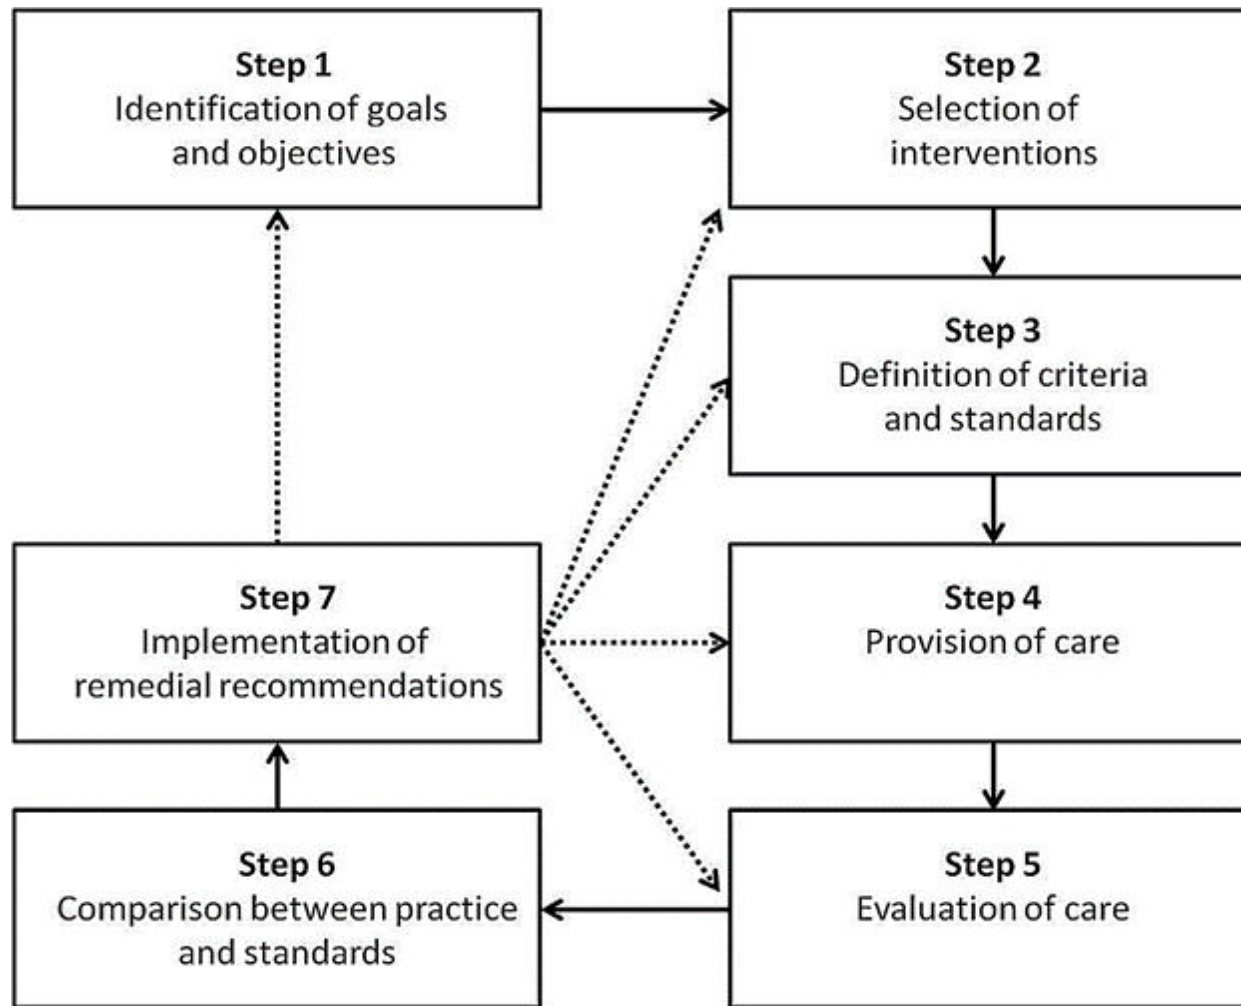 Step 1
Identification of goals
and objectives
Step 2
Selection of
interventions
Step 3
Definition of criteria
and standards
Step 4
Provision of care
Step 5
Evaluation of care
Step 6
Comparison between practice
and standards
Step 7
Implementation of
remedial recommendations